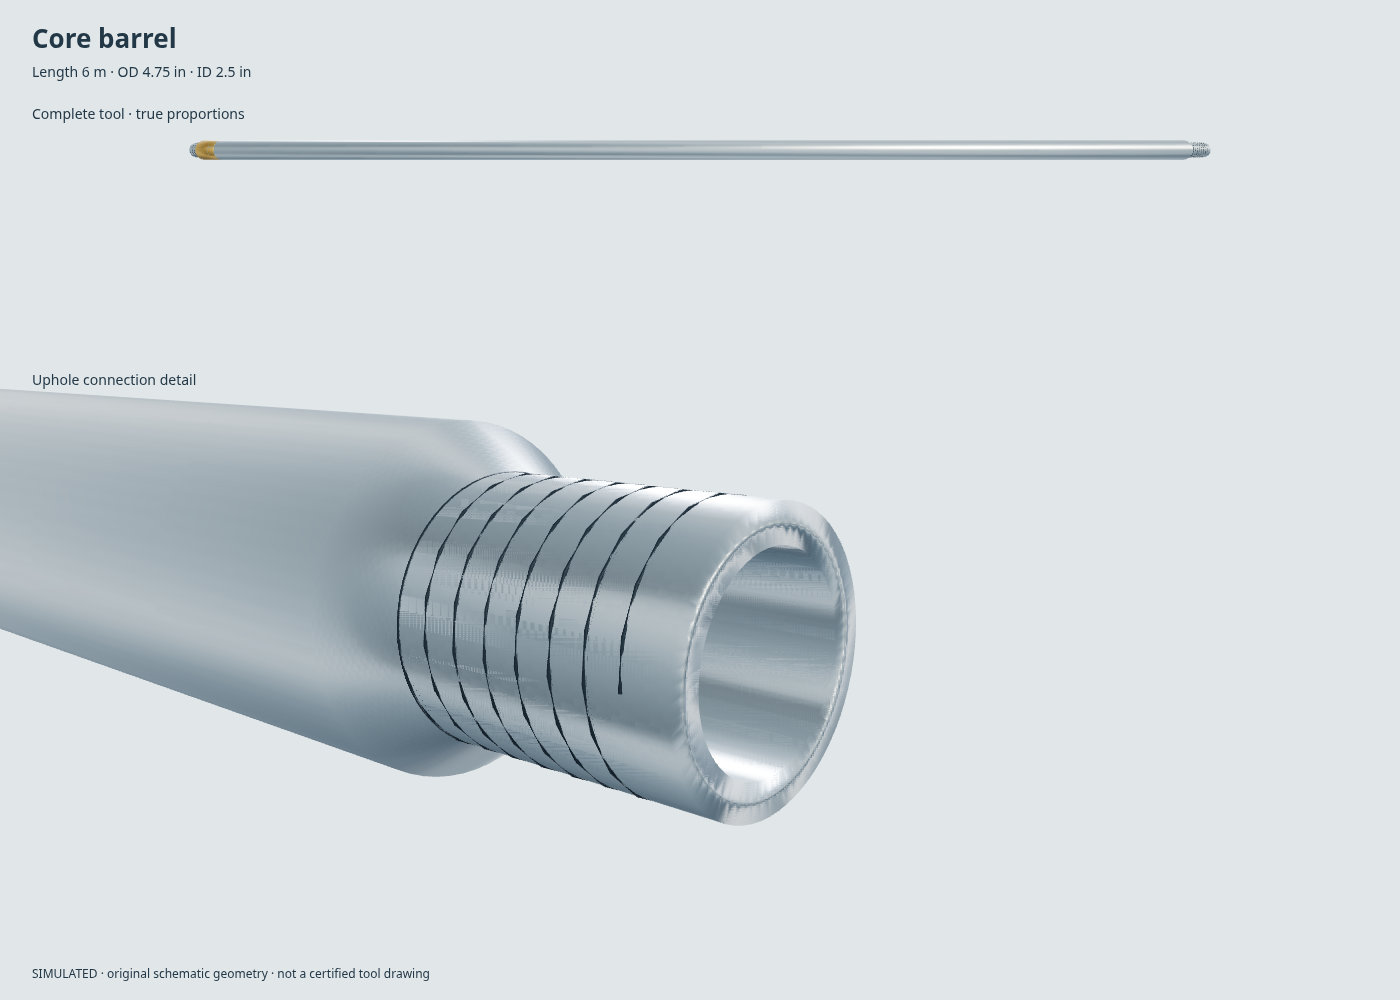 Core barrel
Length 6 m · OD 4.75 in · ID 2.5 in
Complete tool · true proportions
Uphole connection detail
SIMULATED · original schematic geometry · not a certified tool drawing